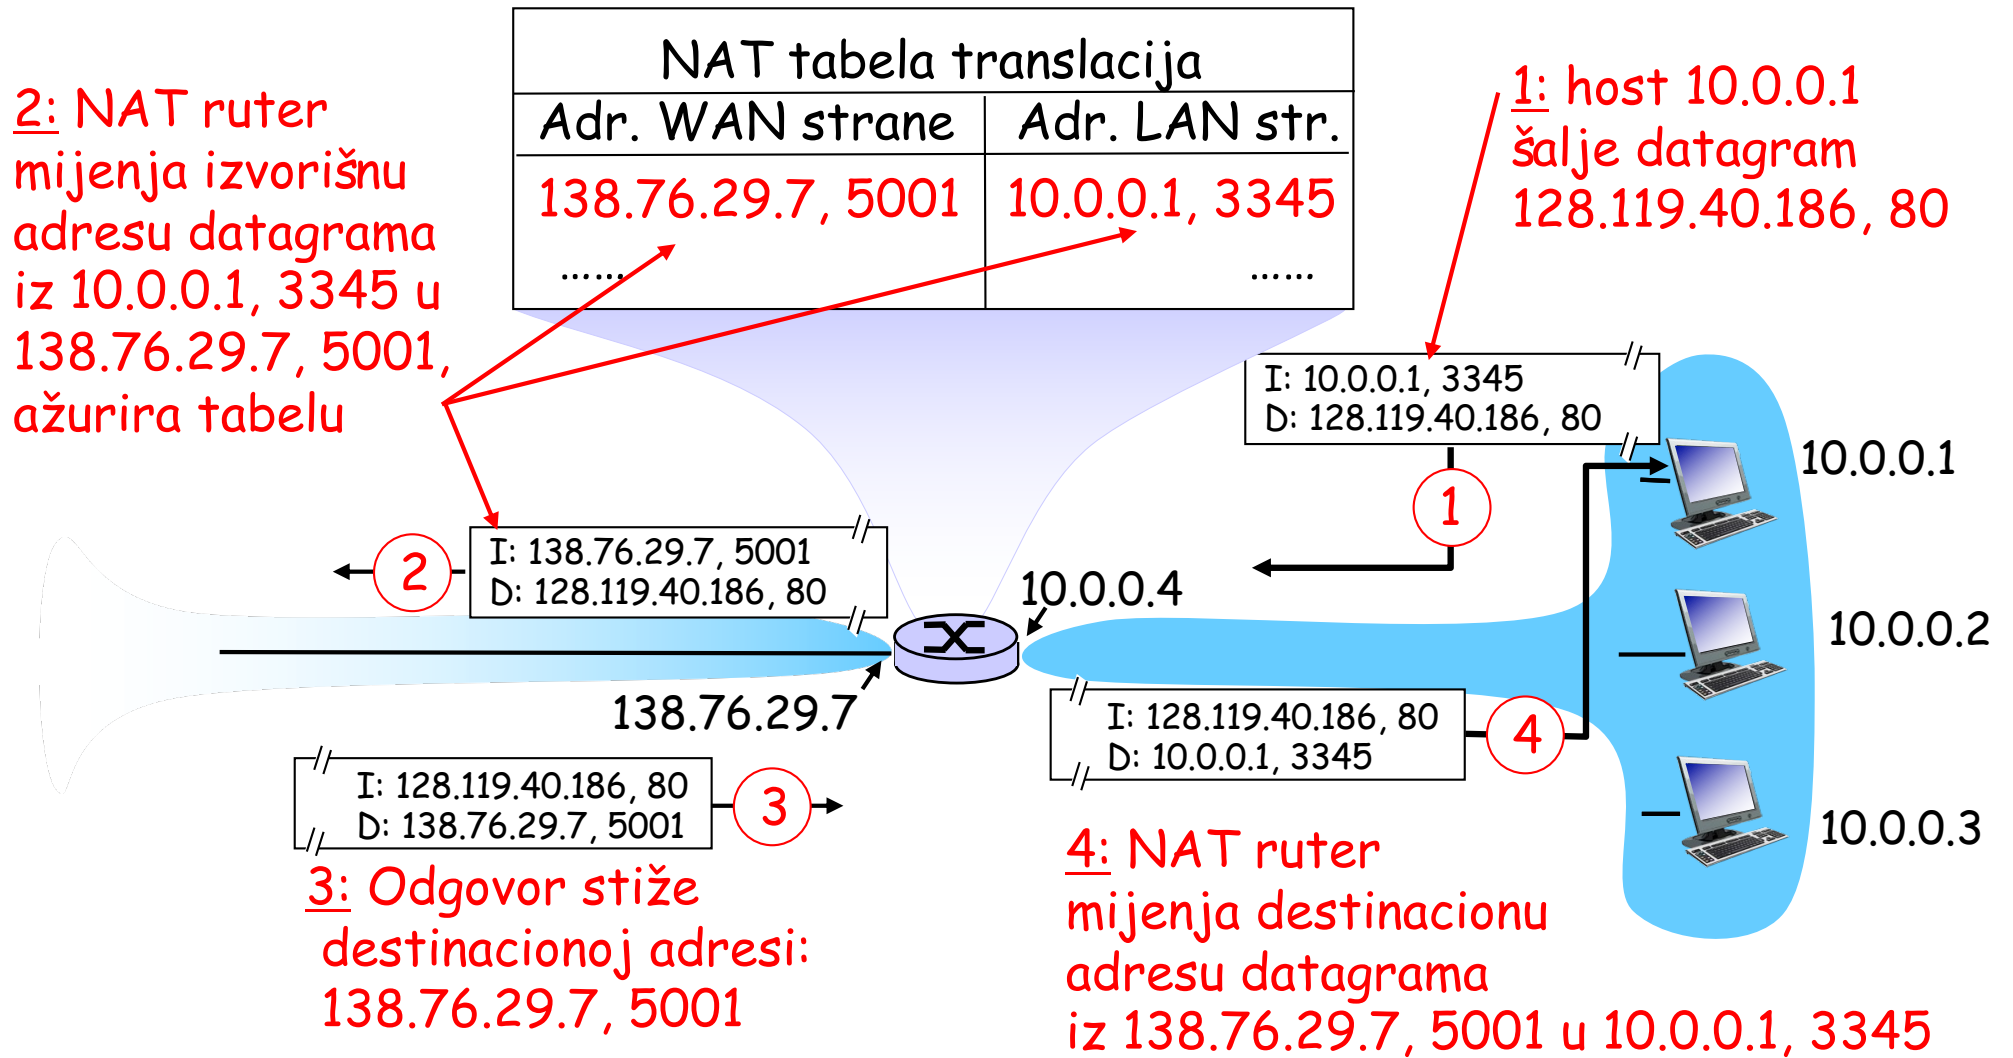 NAT tabela translacija
Adr. WAN strane
Adr. LAN str.
138.76.29.7, 5001
10.0.0.1, 3345
......
......
2: NAT ruter
mijenja izvorišnu
adresu datagrama
iz 10.0.0.1, 3345 u
138.76.29.7, 5001,
ažurira tabelu
1: host 10.0.0.1
šalje datagram
128.119.40.186, 80
I: 10.0.0.1, 3345
D: 128.119.40.186, 80
1
10.0.0.1
I: 138.76.29.7, 5001
D: 128.119.40.186, 80
2
10.0.0.4
10.0.0.2
138.76.29.7
I: 128.119.40.186, 80
D: 10.0.0.1, 3345
4
I: 128.119.40.186, 80
D: 138.76.29.7, 5001
3
10.0.0.3
3: Odgovor stiže
destinacionoj adresi:
138.76.29.7, 5001
4: NAT ruter
mijenja destinacionu
adresu datagrama
iz 138.76.29.7, 5001 u 10.0.0.1, 3345